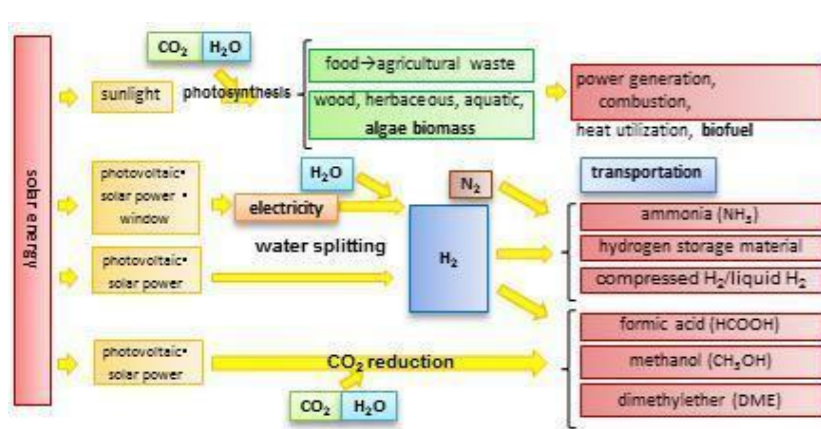 solar energy
CO₂ H₂O
sunlight
photosynthesis
food→agricultural waste
wood, herbaceous, aquatic,
algae biomass
power generation,
combustion,
heat utilization, biofuel
photovoltaic•
solar power •
window
H₂O
electricity
water splitting
H₂
N₂
transportation
ammonia (NH₃)
hydrogen storage material
compressed H₂/liquid H₂
photovoltaic•
solar power
photovoltaic•
solar power
CO₂ reduction
CO₂ H₂O
formic acid (HCOOH)
methanol (CH₃OH)
dimethylether (DME)